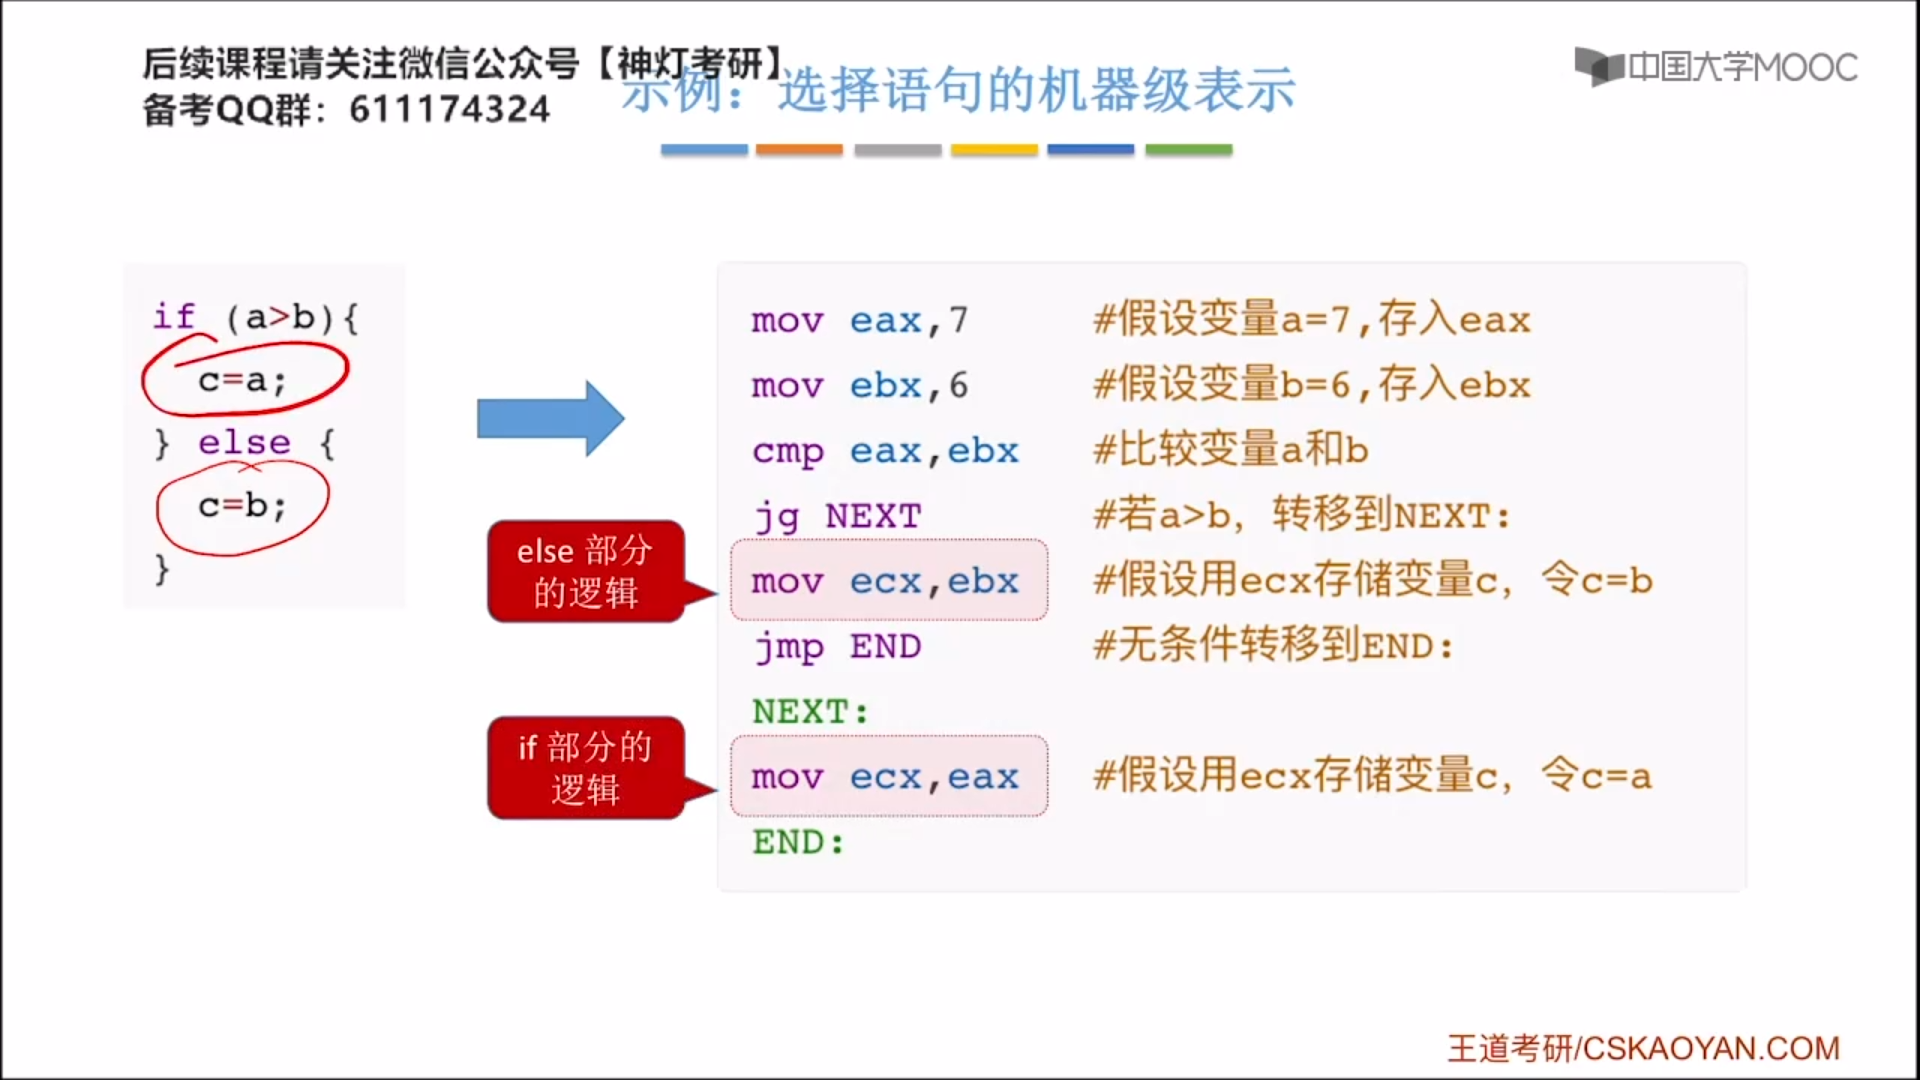 后续课程请关注微信公众号【神灯考研】
备考QQ群：611174324
示例：选择语句的机器级表示
中国大学MOOC
if (a>b){
c=a;
} else {
c=b;
}
else 部分
的逻辑
if 部分的
逻辑
mov eax,7 #假设变量a=7,存入eax
mov ebx,6 #假设变量b=6,存入ebx
cmp eax,ebx #比较变量a和b
jg NEXT #若a>b，转移到NEXT:
mov ecx,ebx #假设用ecx存储变量c，令c=b
jmp END #无条件转移到END:
NEXT:
mov ecx,eax #假设用ecx存储变量c，令c=a
END:
王道考研/CSKAOYAN.COM